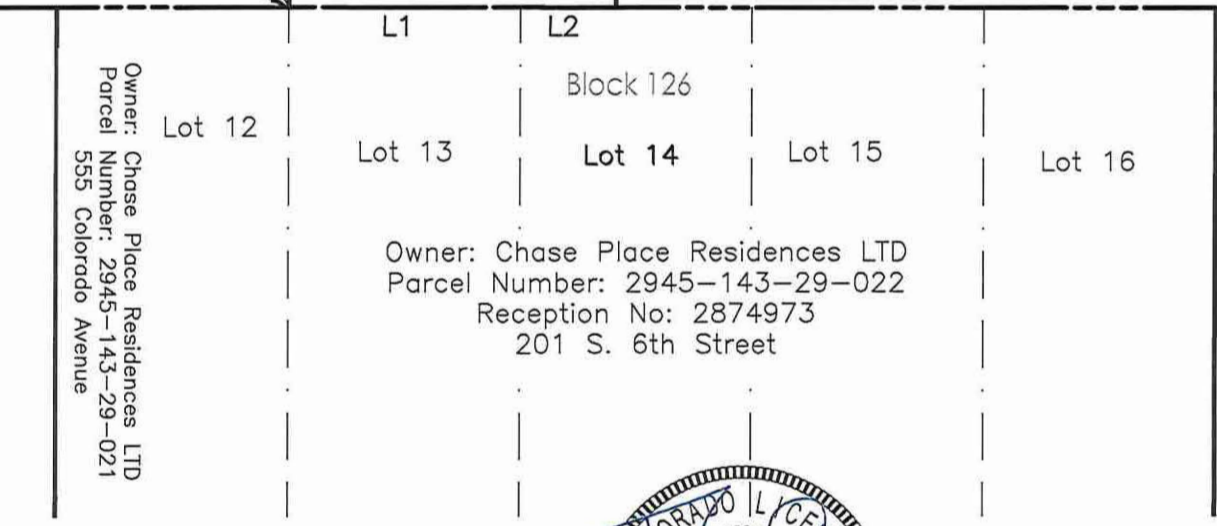 L1
L2
Block 126
Lot 12
Lot 13
Lot 14
Lot 15
Lot 16
Owner: Chase Place Residences LTD
Parcel Number: 2945-143-29-021
555 Colorado Avenue
Owner: Chase Place Residences LTD
Parcel Number: 2945-143-29-022
Reception No: 2874973
201 S. 6th Street